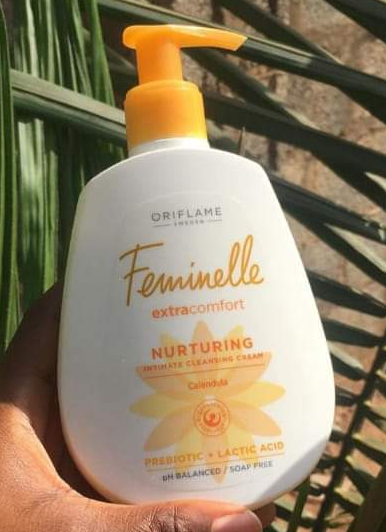 ORIFLAME
SWEDEN
Feminelle
extracomfort
NURTURING
INTIMATE CLEANSING CREAM
Calendula
PREBIOTIC + LACTIC ACID
pH BALANCED / SOAP FREE